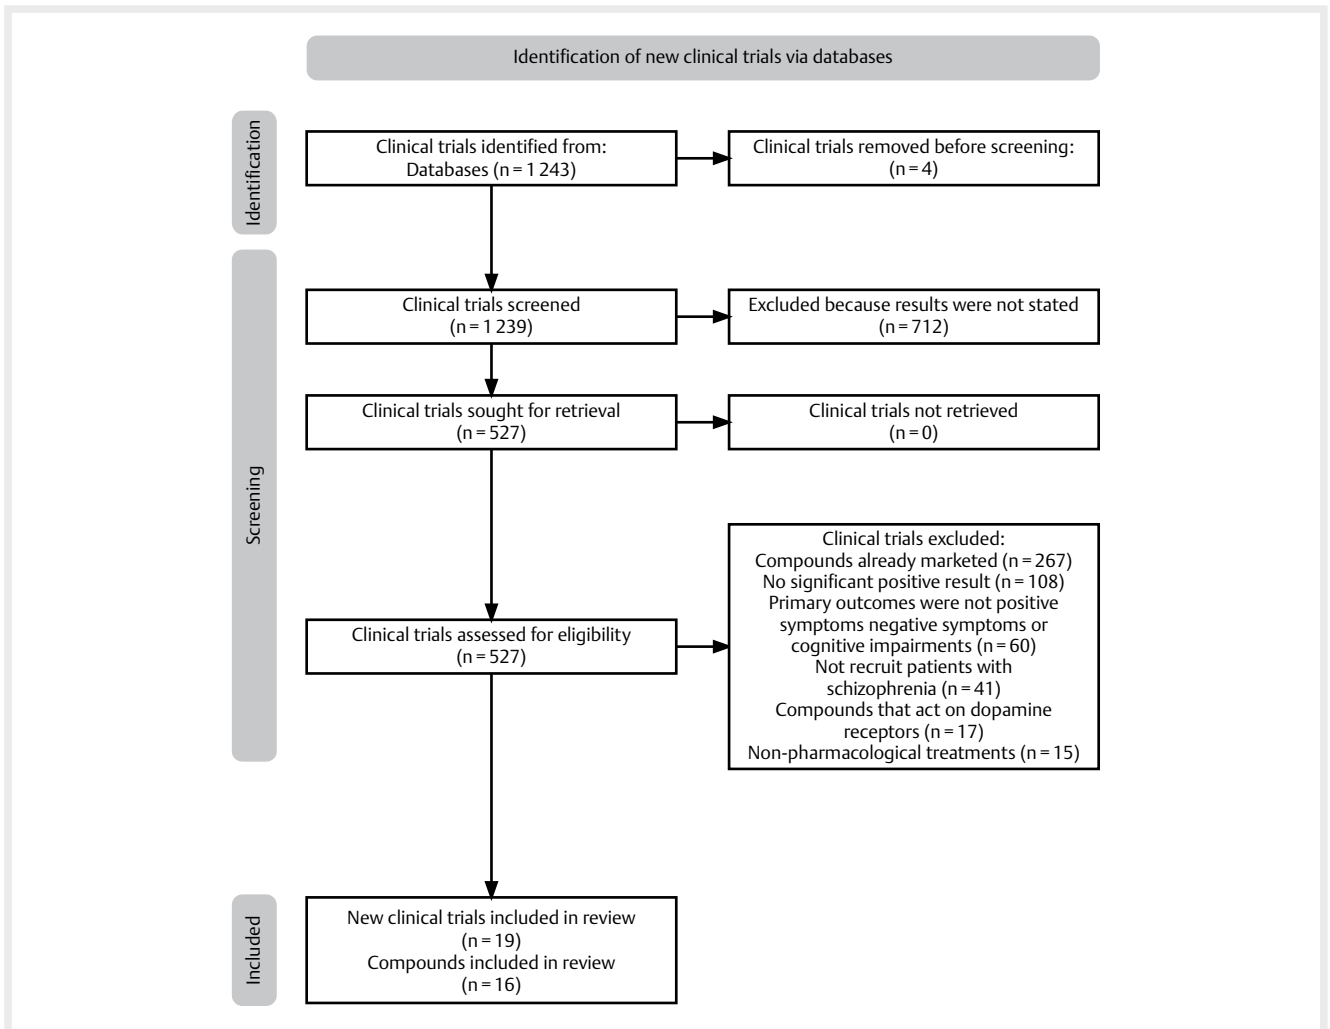 Identification of new clinical trials via databases
Identification
Clinical trials identified from:
Databases (n = 1 243)
Clinical trials removed before screening:
(n = 4)
Screening
Clinical trials screened
(n = 1 239)
Excluded because results were not stated
(n = 712)
Clinical trials sought for retrieval
(n = 527)
Clinical trials not retrieved
(n = 0)
Clinical trials assessed for eligibility
(n = 527)
Clinical trials excluded:
Compounds already marketed (n = 267)
No significant positive result (n = 108)
Primary outcomes were not positive
symptoms negative symptoms or
cognitive impairments (n = 60)
Not recruit patients with
schizophrenia (n = 41)
Compounds that act on dopamine
receptors (n = 17)
Non-pharmacological treatments (n = 15)
Included
New clinical trials included in review
(n = 19)
Compounds included in review
(n = 16)